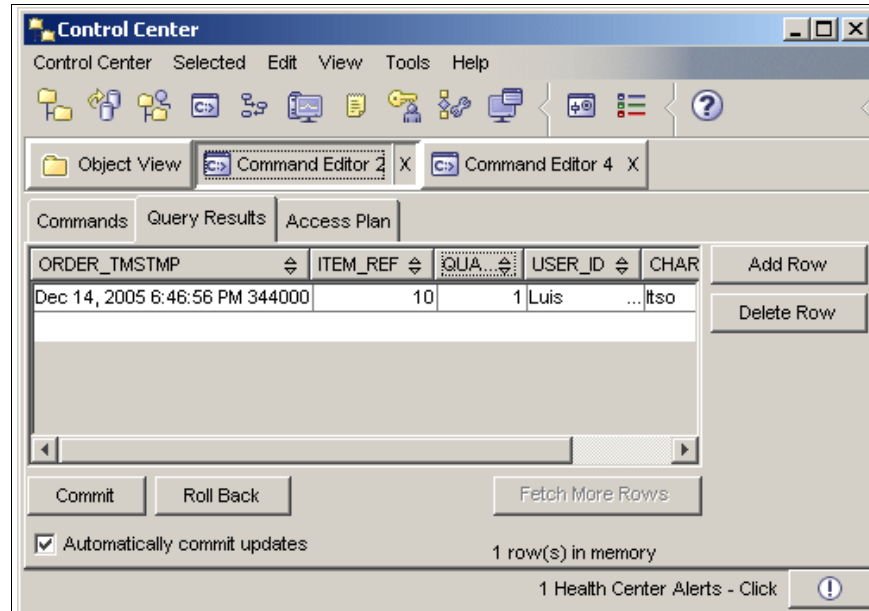 Control Center
Control Center Selected Edit View Tools Help
Object View Command Editor 2 X Command Editor 4 X
Commands Query Results Access Plan
ORDER_TMSTMP ITEM_REF QUA... USER_ID CHAR Add Row
Dec 14, 2005 6:46:56 PM 344000 10 1 Luis ... Itso
Delete Row
Commit Roll Back Fetch More Rows
Automatically commit updates
1 row(s) in memory
1 Health Center Alerts - Click